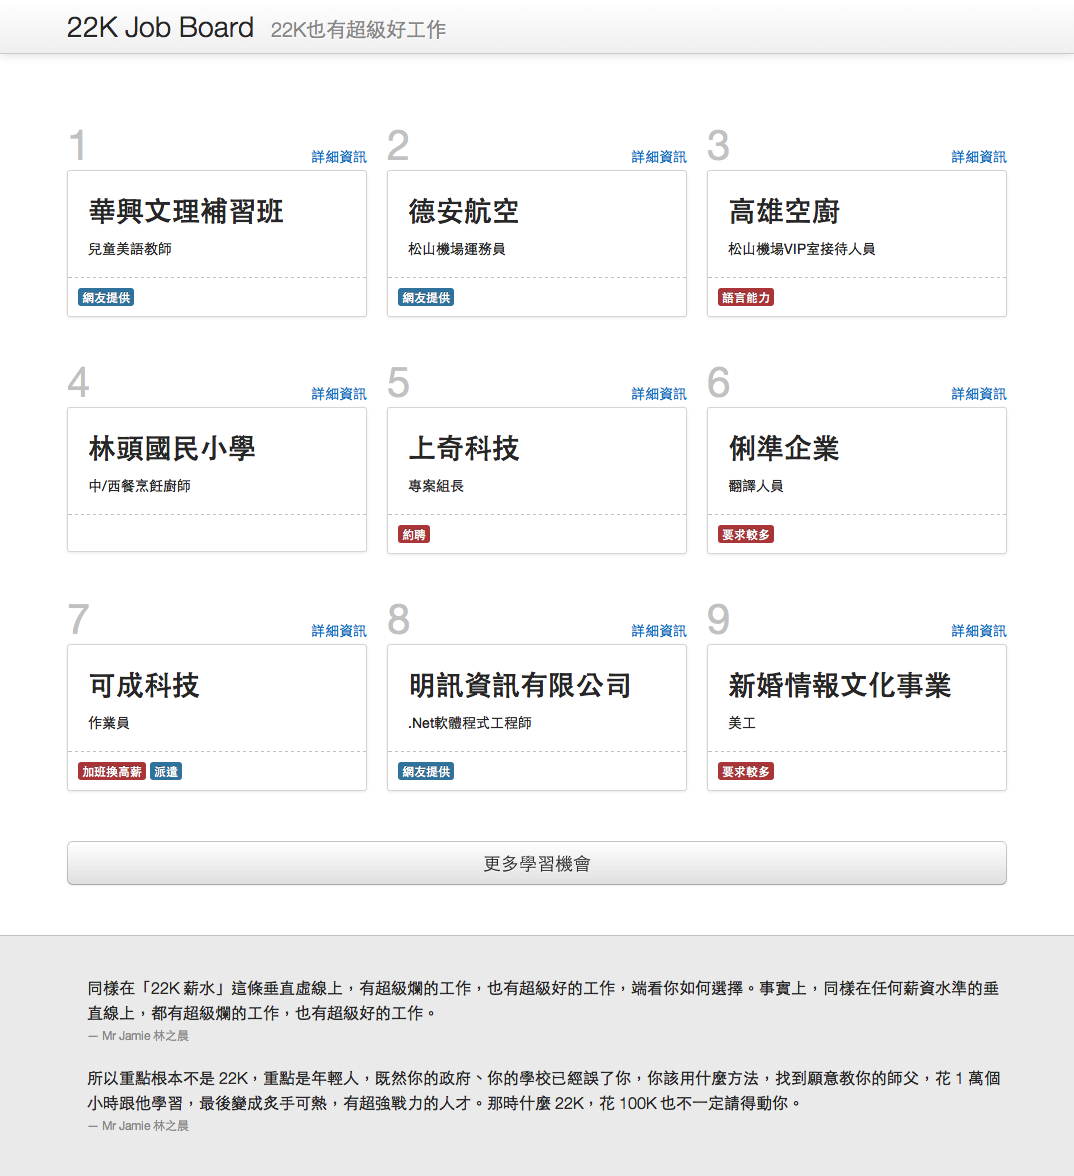 22K Job Board 22K也有超級好工作
1 詳細資訊
華興文理補習班
兒童美語教師
網友提供
2 詳細資訊
德安航空
松山機場運務員
網友提供
3 詳細資訊
高雄空廚
松山機場VIP室接待人員
語言能力
4 詳細資訊
林頭國民小學
中/西餐烹飪廚師
5 詳細資訊
上奇科技
專案組長
約聘
6 詳細資訊
俐準企業
翻譯人員
要求較多
7 詳細資訊
可成科技
作業員
加班換高薪 派遣
8 詳細資訊
明訊資訊有限公司
.Net軟體程式工程師
網友提供
9 詳細資訊
新婚情報文化事業
美工
要求較多
更多學習機會
同樣在「22K 薪水」這條垂直虛線上，有超級爛的工作，也有超級好的工作，端看你如何選擇。事實上，同樣在任何薪資水準的垂
直線上，都有超級爛的工作，也有超級好的工作。
— Mr Jamie 林之晨
所以重點根本不是 22K，重點是年輕人，既然你的政府、你的學校已經誤了你，你該用什麼方法，找到願意教你的師父，花 1 萬個
小時跟他學習，最後變成炙手可熱，有超強戰力的人才。那時什麼 22K，花 100K 也不一定請得動你。
— Mr Jamie 林之晨